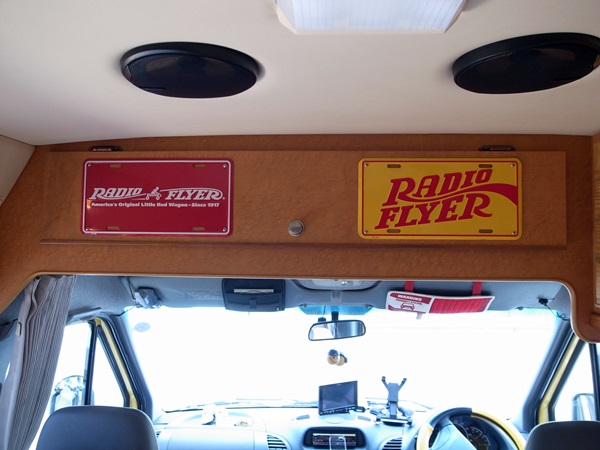 RADIO FLYER
America's Original Little Red Wagon-Since 1917
RADIO
FLYER
WARNING